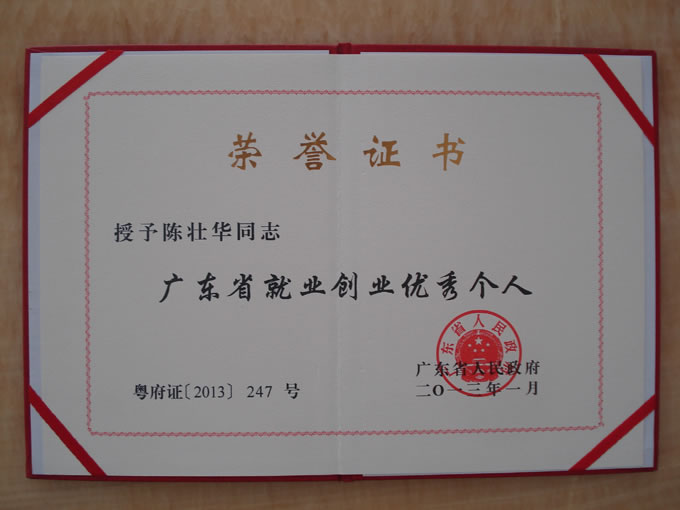 荣誉证书
授予陈壮华同志
广东省就业创业优秀个人
广东省人民政府
粤府证〔2013〕 247 号
二〇一三年一月
广东省人民政府